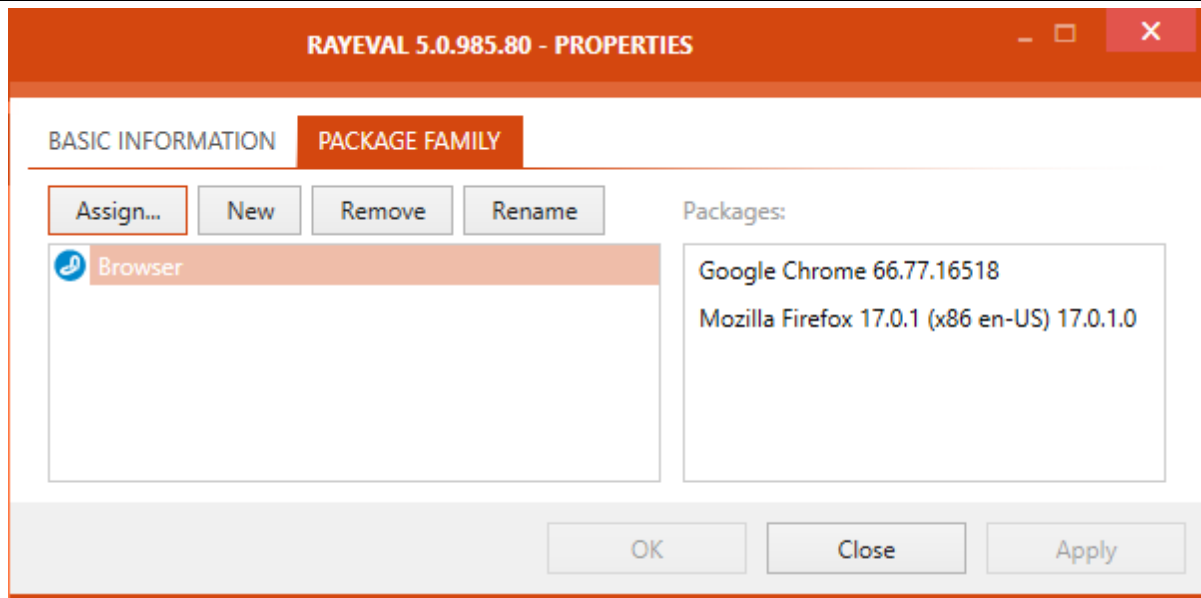 RAYEVAL 5.0.985.80 - PROPERTIES
BASIC INFORMATION PACKAGE FAMILY
Assign... New Remove Rename Packages:
Browser
Google Chrome 66.77.16518
Mozilla Firefox 17.0.1 (x86 en-US) 17.0.1.0
OK Close Apply